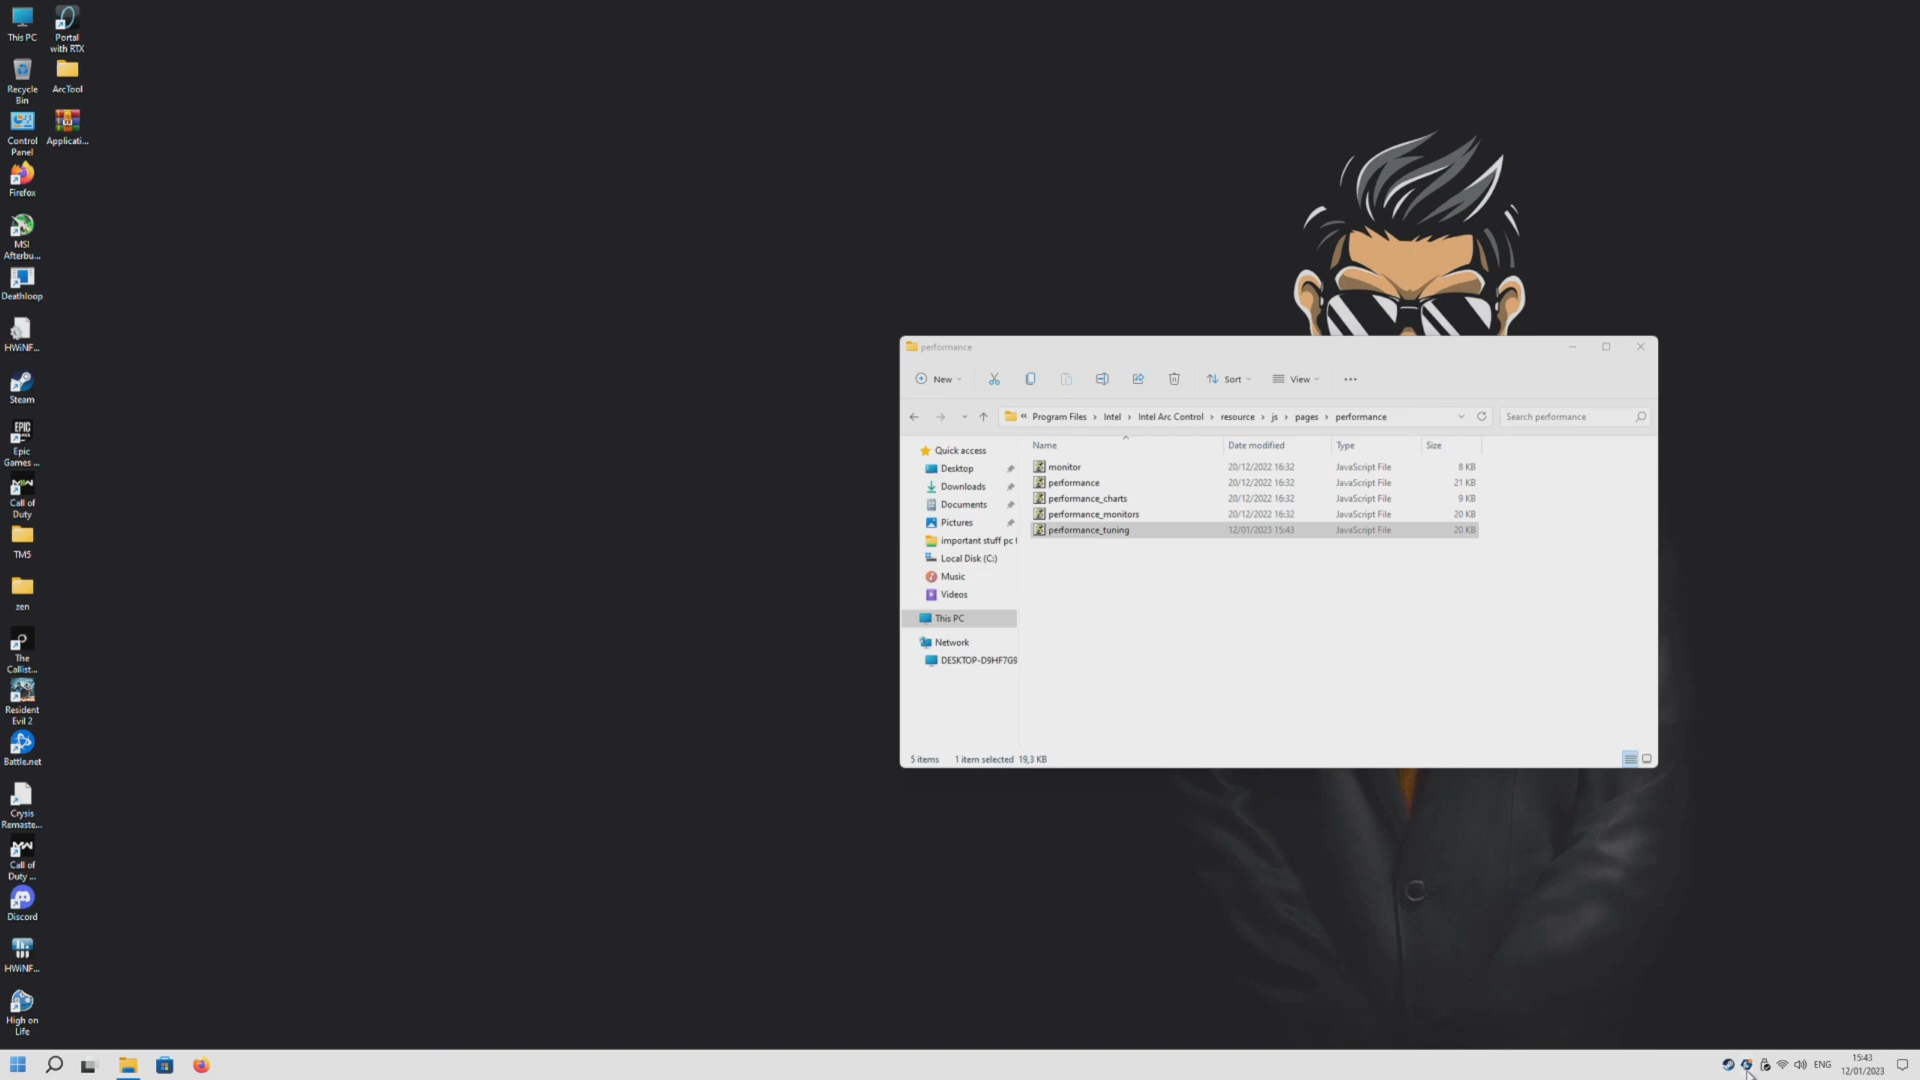 This PC
Portal
with RTX
Recycle
Bin
ArcTool
Control
Panel
Applicati...
Firefox
MSI
Afterbu...
Deathloop
HWiNF...
Steam
EPIC
Epic
Games ...
Call of
Duty
TM5
zen
The
Callist...
Resident
Evil 2
Battle.net
Crysis
Remaste...
Call of
Duty ...
Discord
HWiNF...
High on
Life
performance
New
Sort
View
« Program Files > Intel > Intel Arc Control > resource > js > pages > performance
Search performance
Quick access
Desktop
Downloads
Documents
Pictures
important stuff pc f
Local Disk (C:)
Music
Videos
This PC
Network
DESKTOP-D9HF7G9
Name Date modified Type Size
monitor 20/12/2022 16:32 JavaScript File 8 KB
performance 20/12/2022 16:32 JavaScript File 21 KB
performance_charts 20/12/2022 16:32 JavaScript File 9 KB
performance_monitors 20/12/2022 16:32 JavaScript File 20 KB
performance_tuning 12/01/2023 15:43 JavaScript File 20 KB
5 items 1 item selected 19,3 KB
ENG
15:43
12/01/2023